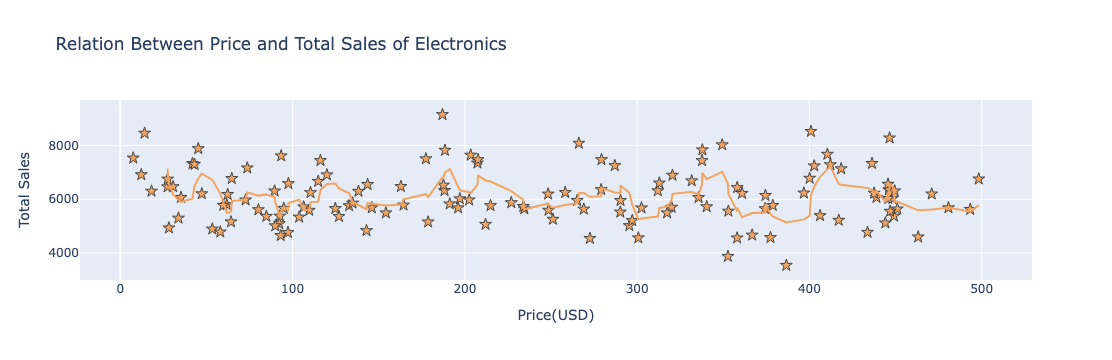 Relation Between Price and Total Sales of Electronics
Total Sales
8000
6000
4000
0 100 200 300 400 500
Price(USD)